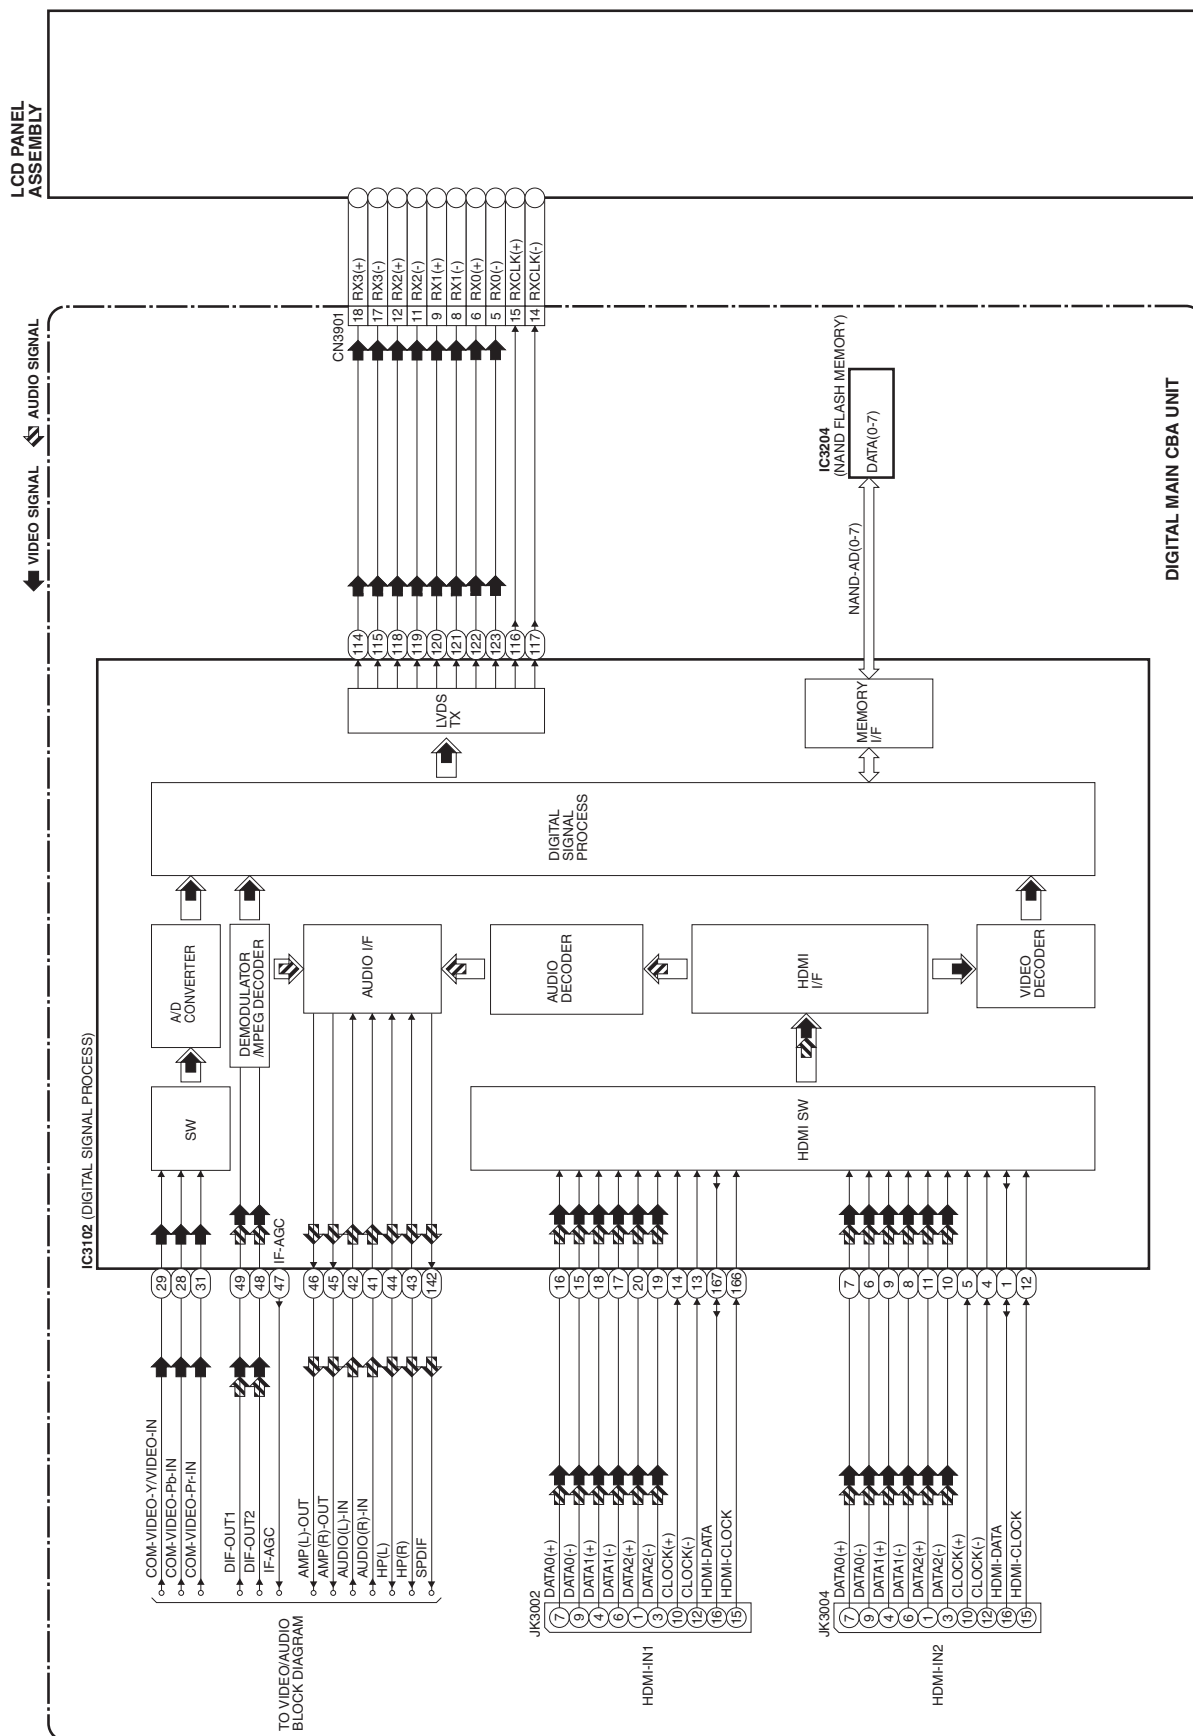 LCD PANEL
ASSEMBLY
VIDEO SIGNAL
AUDIO SIGNAL
IC3102 (DIGITAL SIGNAL PROCESS)
DIGITAL MAIN CBA UNIT
TO VIDEO/AUDIO
BLOCK DIAGRAM
COM-VIDEO-Y/VIDEO-IN
COM-VIDEO-Pb-IN
COM-VIDEO-Pr-IN
DIF-OUT1
DIF-OUT2
IF-AGC
AMP(L)-OUT
AMP(R)-OUT
AUDIO(L)-IN
AUDIO(R)-IN
HP(L)
HP(R)
SPDIF
29
28
31
49
48
47
IF-AGC
46
45
42
41
44
43
142
SW
A/D
CONVERTER
DEMODULATOR
/MPEG DECODER
AUDIO I/F
AUDIO
DECODER
HDMI
I/F
VIDEO
DECODER
HDMI SW
DIGITAL
SIGNAL
PROCESS
LVDS
TX
MEMORY
I/F
NAND-AD(0-7)
IC3204
(NAND FLASH MEMORY)
DATA(0-7)
114
115
118
119
120
121
122
123
116
117
CN3901
18 RX3(+)
17 RX3(-)
12 RX2(+)
11 RX2(-)
9 RX1(+)
8 RX1(-)
6 RX0(+)
5 RX0(-)
15 RXCLK(+)
14 RXCLK(-)
HDMI-IN1
JK3002
7 DATA0(+) 16
9 DATA0(-) 15
4 DATA1(+) 18
6 DATA1(-) 17
1 DATA2(+) 20
3 DATA2(-) 19
10 CLOCK(+) 14
12 CLOCK(-) 13
16 HDMI-DATA 167
15 HDMI-CLOCK 166
HDMI-IN2
JK3004
7 DATA0(+) 7
9 DATA0(-) 6
4 DATA1(+) 9
6 DATA1(-) 8
1 DATA2(+) 11
3 DATA2(-) 10
10 CLOCK(+) 5
12 CLOCK(-) 4
16 HDMI-DATA 1
15 HDMI-CLOCK 12